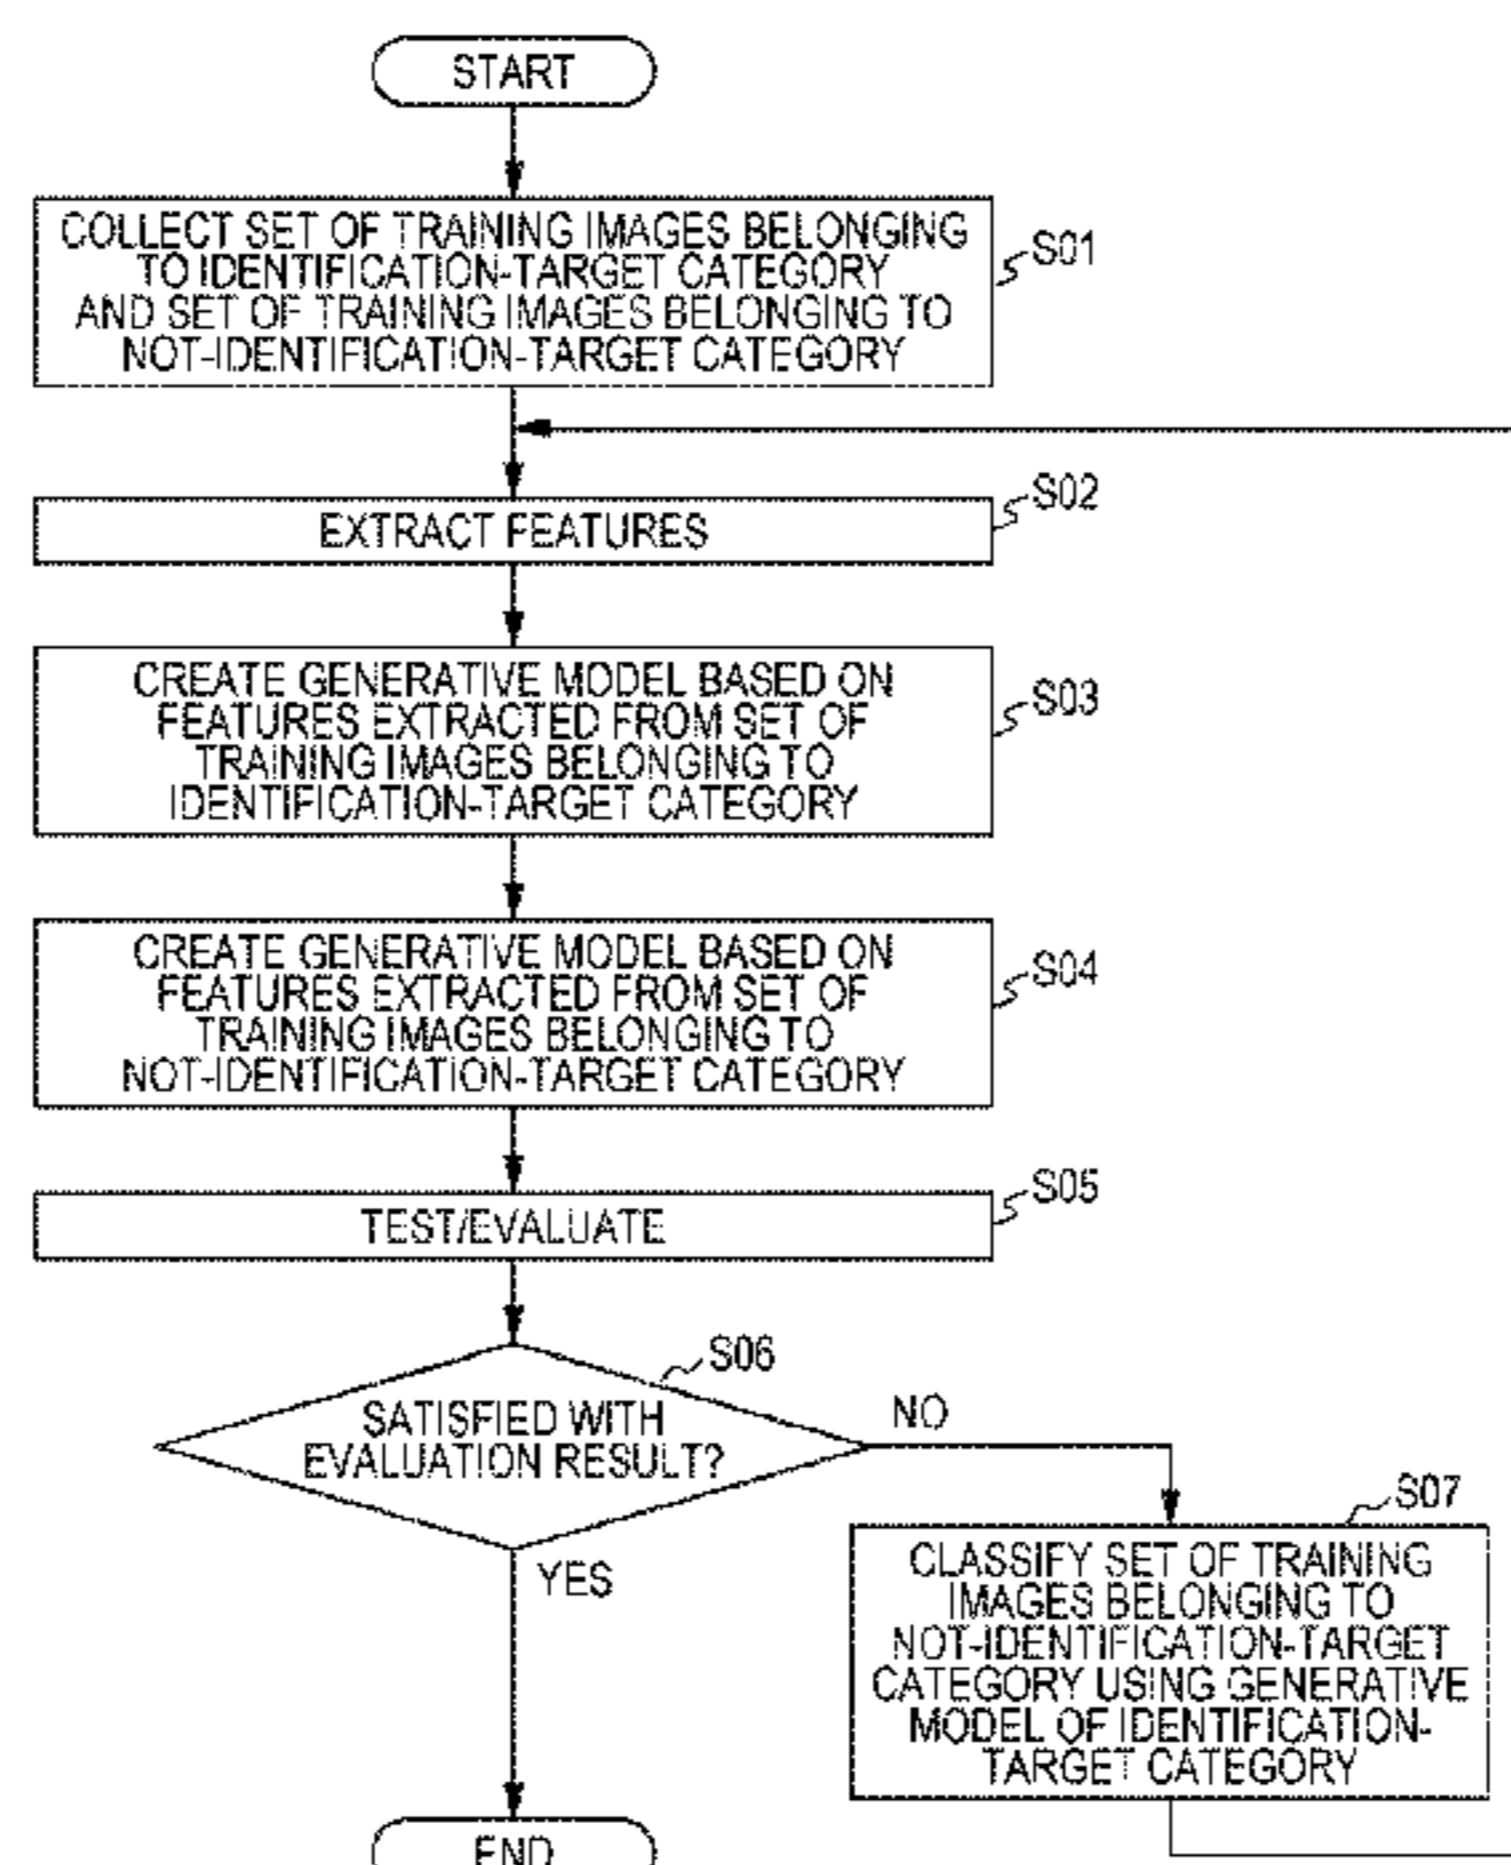 START
COLLECT SET OF TRAINING IMAGES BELONGING
TO IDENTIFICATION-TARGET CATEGORY
AND SET OF TRAINING IMAGES BELONGING TO
NOT-IDENTIFICATION-TARGET CATEGORY
S01
S02
EXTRACT FEATURES
CREATE GENERATIVE MODEL BASED ON
FEATURES EXTRACTED FROM SET OF
TRAINING IMAGES BELONGING TO
IDENTIFICATION-TARGET CATEGORY
S03
CREATE GENERATIVE MODEL BASED ON
FEATURES EXTRACTED FROM SET OF
TRAINING IMAGES BELONGING TO
NOT-IDENTIFICATION-TARGET CATEGORY
S04
S05
TEST/EVALUATE
S06
SATISFIED WITH
EVALUATION RESULT?
NO
YES
S07
CLASSIFY SET OF TRAINING
IMAGES BELONGING TO
NOT-IDENTIFICATION-TARGET
CATEGORY USING GENERATIVE
MODEL OF IDENTIFICATION-
TARGET CATEGORY
END